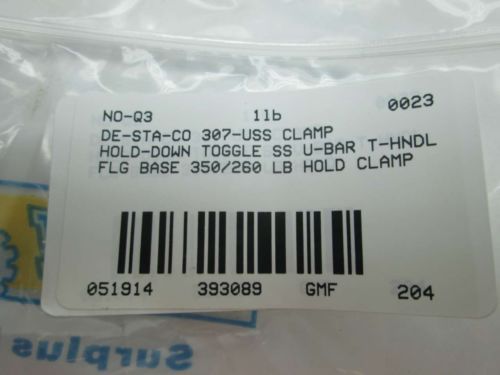 NO-Q3 1lb 0023
DE-STA-CO 307-USS CLAMP
HOLD-DOWN TOGGLE SS U-BAR T-HNDL
FLG BASE 350/260 LB HOLD CLAMP
051914 393089 GMF 204
Surplus